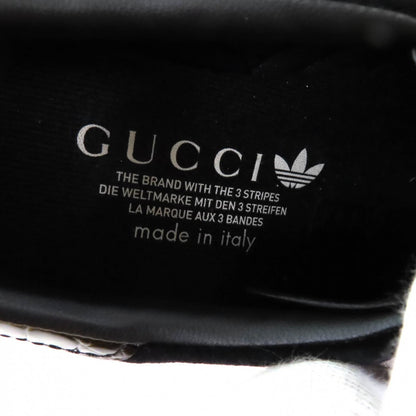 GUCCI
THE BRAND WITH THE 3 STRIPES
DIE WELTMARKE MIT DEN 3 STREIFEN
LA MARQUE AUX 3 BANDES
made in italy